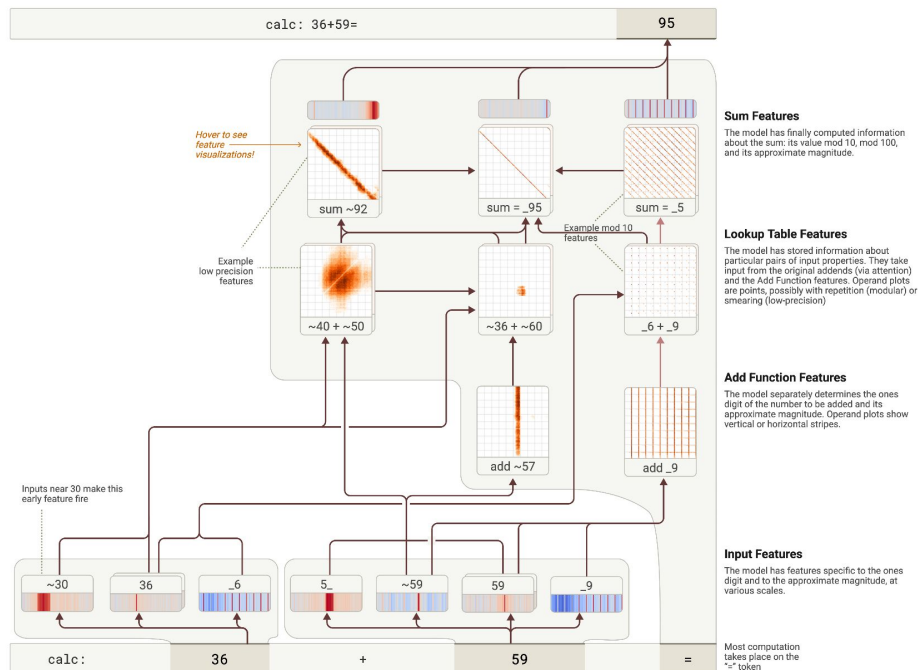 calc: 36+59=
95
Sum Features
The model has finally computed information
about the sum: its value mod 10, mod 100,
and its approximate magnitude.
Hover to see
feature
visualizations!
sum ~92
sum = _95
sum = _5
Example
low precision
features
Example mod 10
features
Lookup Table Features
The model has stored information about
particular pairs of input properties. They take
input from the original addends (via attention)
and the Add Function features. Operand plots
are points, possibly with repetition (modular) or
smearing (low-precision)
~40 + ~50
~36 + ~60
_6 + _9
Add Function Features
The model separately determines the ones
digit of the number to be added and its
approximate magnitude. Operand plots show
vertical or horizontal stripes.
add ~57
add _9
Inputs near 30 make this
early feature fire
Input Features
The model has features specific to the ones
digit and to the approximate magnitude, at
various scales.
~30
36
_6
5_
~59
59
_9
calc:
36
+
59
=
Most computation
takes place on the
"=" token